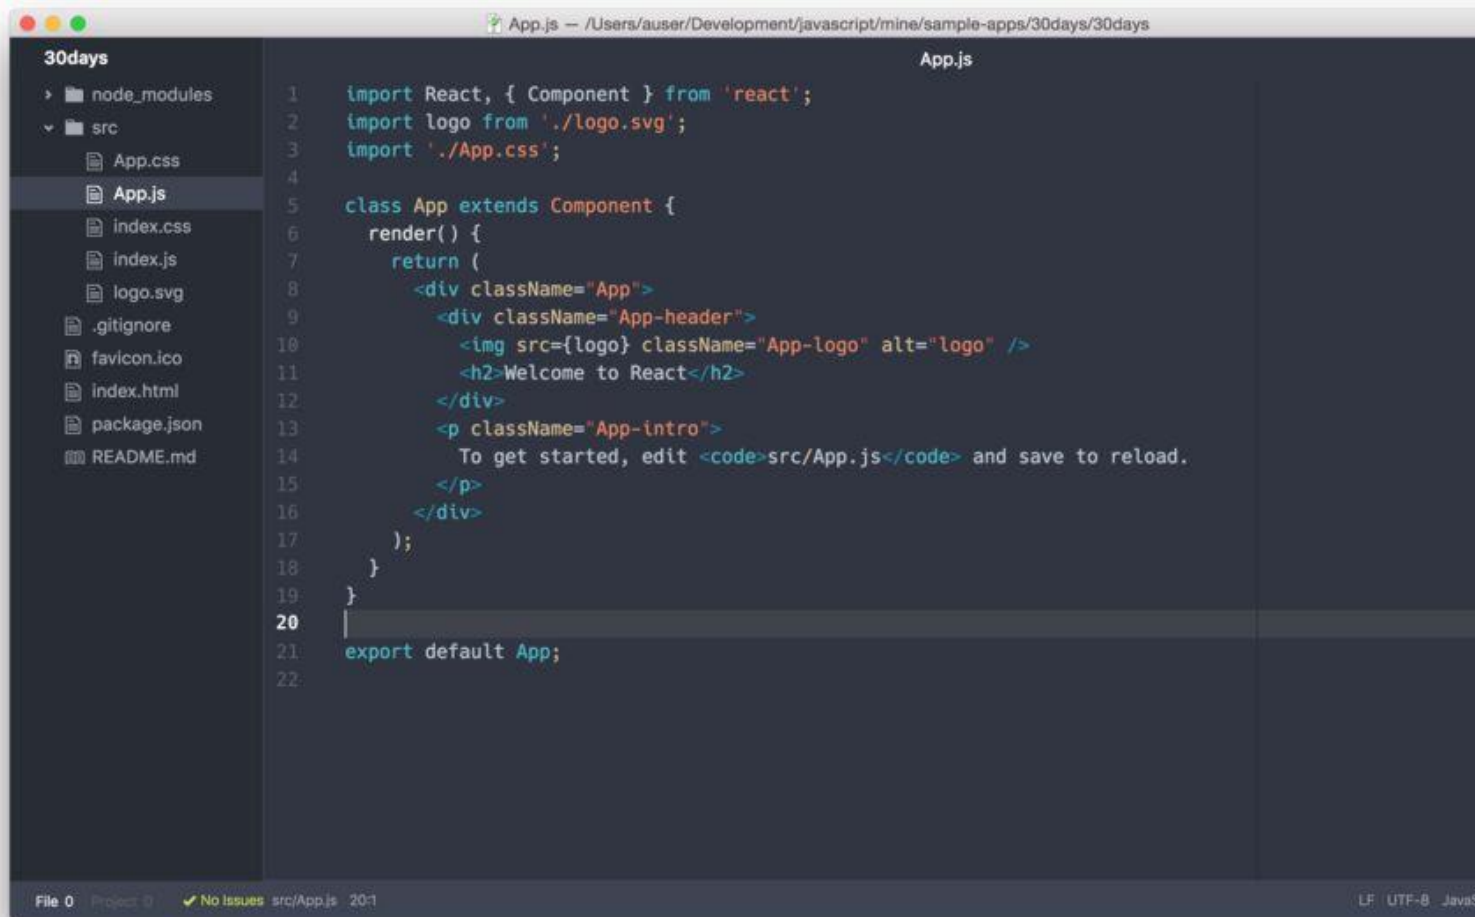 App.js — /Users/auser/Development/javascript/mine/sample-apps/30days/30days
30days
node_modules
src
App.css
App.js
index.css
index.js
logo.svg
.gitignore
favicon.ico
index.html
package.json
README.md
App.js
1 import React, { Component } from 'react';
2 import logo from './logo.svg';
3 import './App.css';
4
5 class App extends Component {
6   render() {
7     return (
8       <div className="App">
9         <div className="App-header">
10           <img src={logo} className="App-logo" alt="logo" />
11           <h2>Welcome to React</h2>
12         </div>
13         <p className="App-intro">
14           To get started, edit <code>src/App.js</code> and save to reload.
15         </p>
16       </div>
17     );
18   }
19 }
20
21 export default App;
22
File 0 Project 0 No Issues src/App.js 20:1 LF UTF-8 JavaS